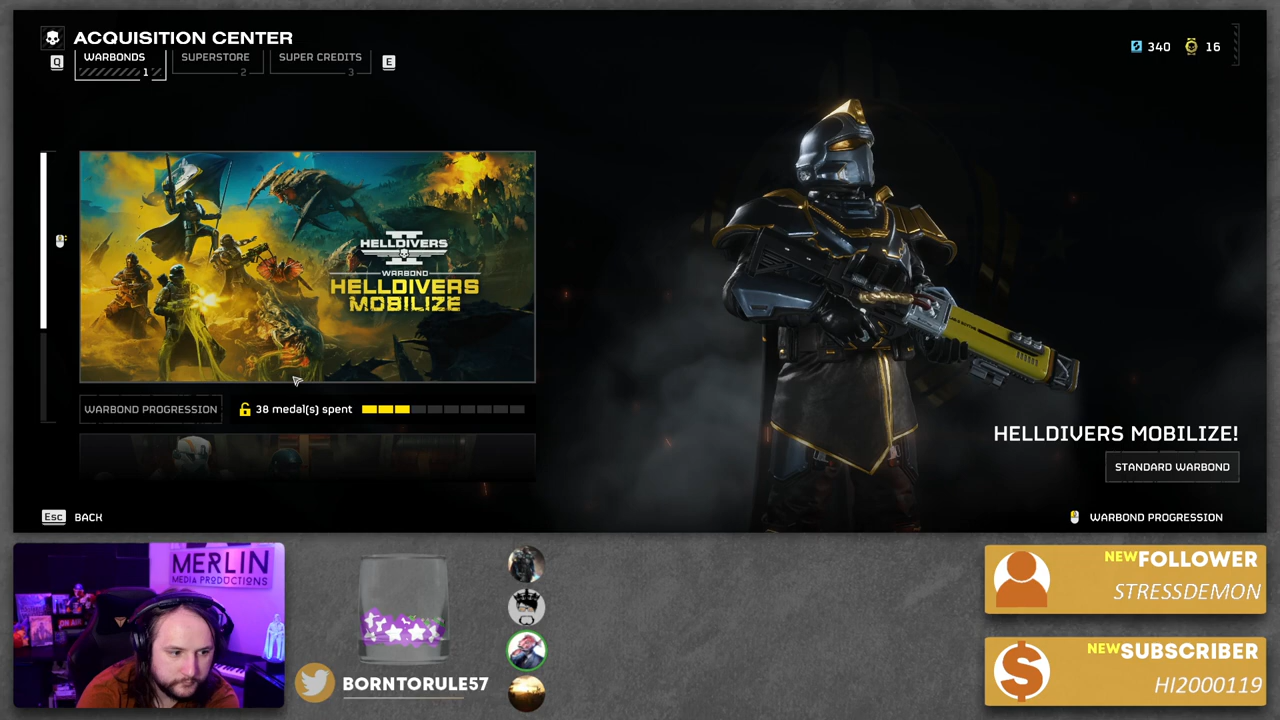 ACQUISITION CENTER
Q
WARBONDS
1
SUPERSTORE
2
SUPER CREDITS
3
E
340
16
HELLDIVERS
II
WARBOND
HELLDIVERS
MOBILIZE
WARBOND PROGRESSION
38 medal(s) spent
HELLDIVERS MOBILIZE!
STANDARD WARBOND
Esc BACK
WARBOND PROGRESSION
MERLIN
MEDIA PRODUCTIONS
BORNTORULE57
NEW FOLLOWER
STRESSDEMON
NEW SUBSCRIBER
HI2000119